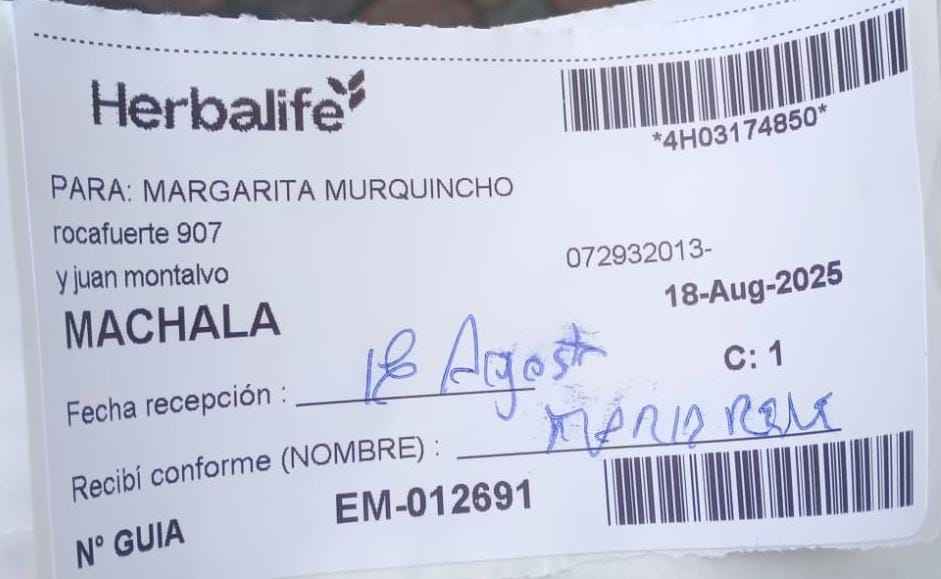 Herbalife
*4H03174850*
PARA: MARGARITA MURQUINCHO
rocafuerte 907
072932013-
y juan montalvo
18-Aug-2025
MACHALA
C: 1
Fecha recepción : Agosto
Recibí conforme (NOMBRE) : MARIA
Nº GUIA EM-012691